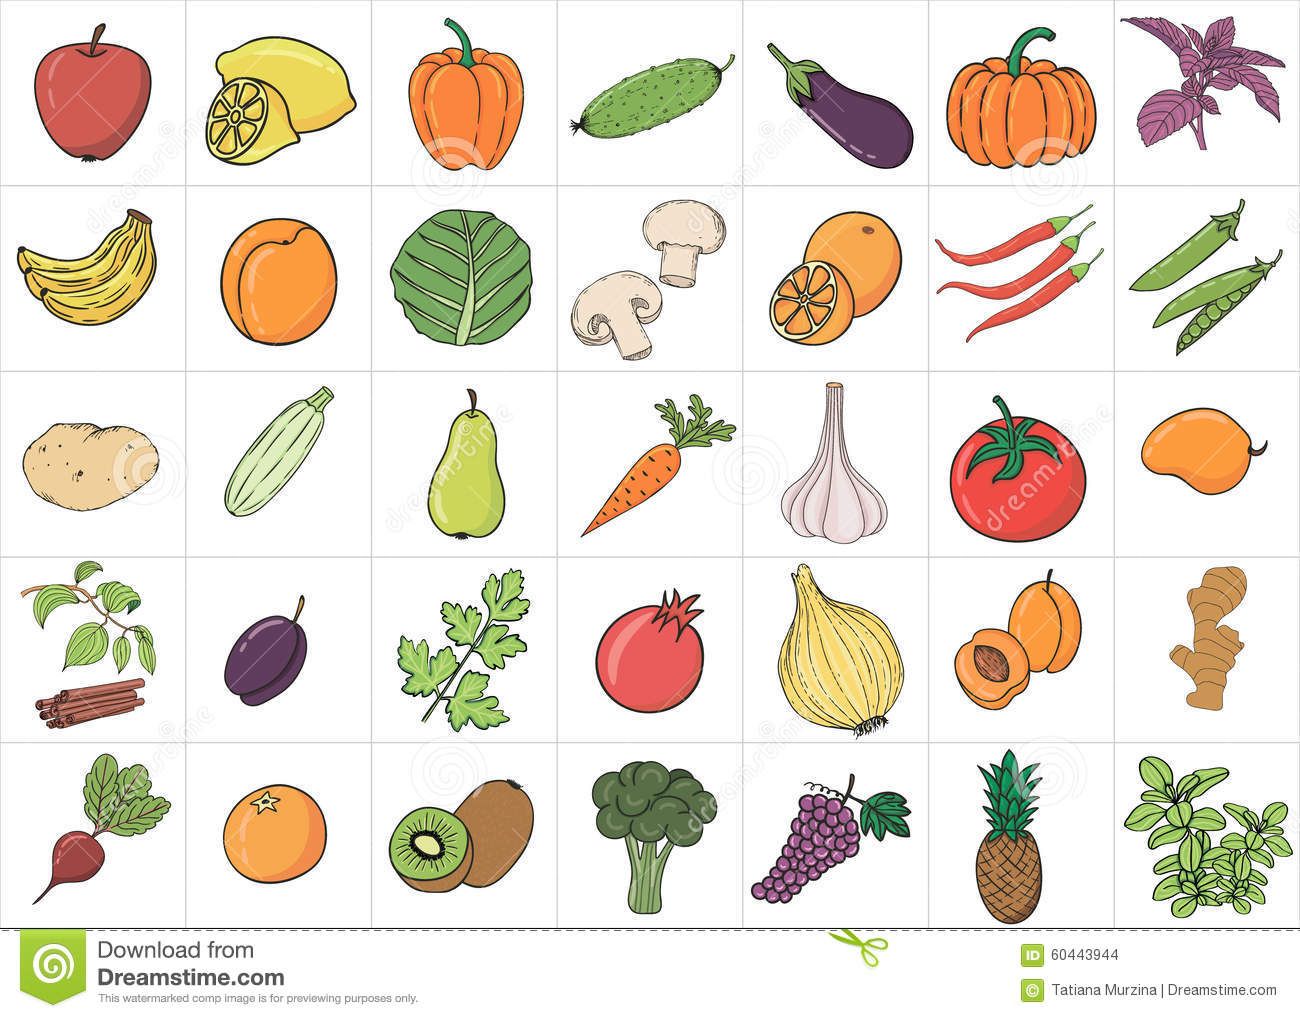 Download from
Dreamstime.com
This watermarked comp image is for previewing purposes only.
ID 60443944
© Tatiana Murzina | Dreamstime.com